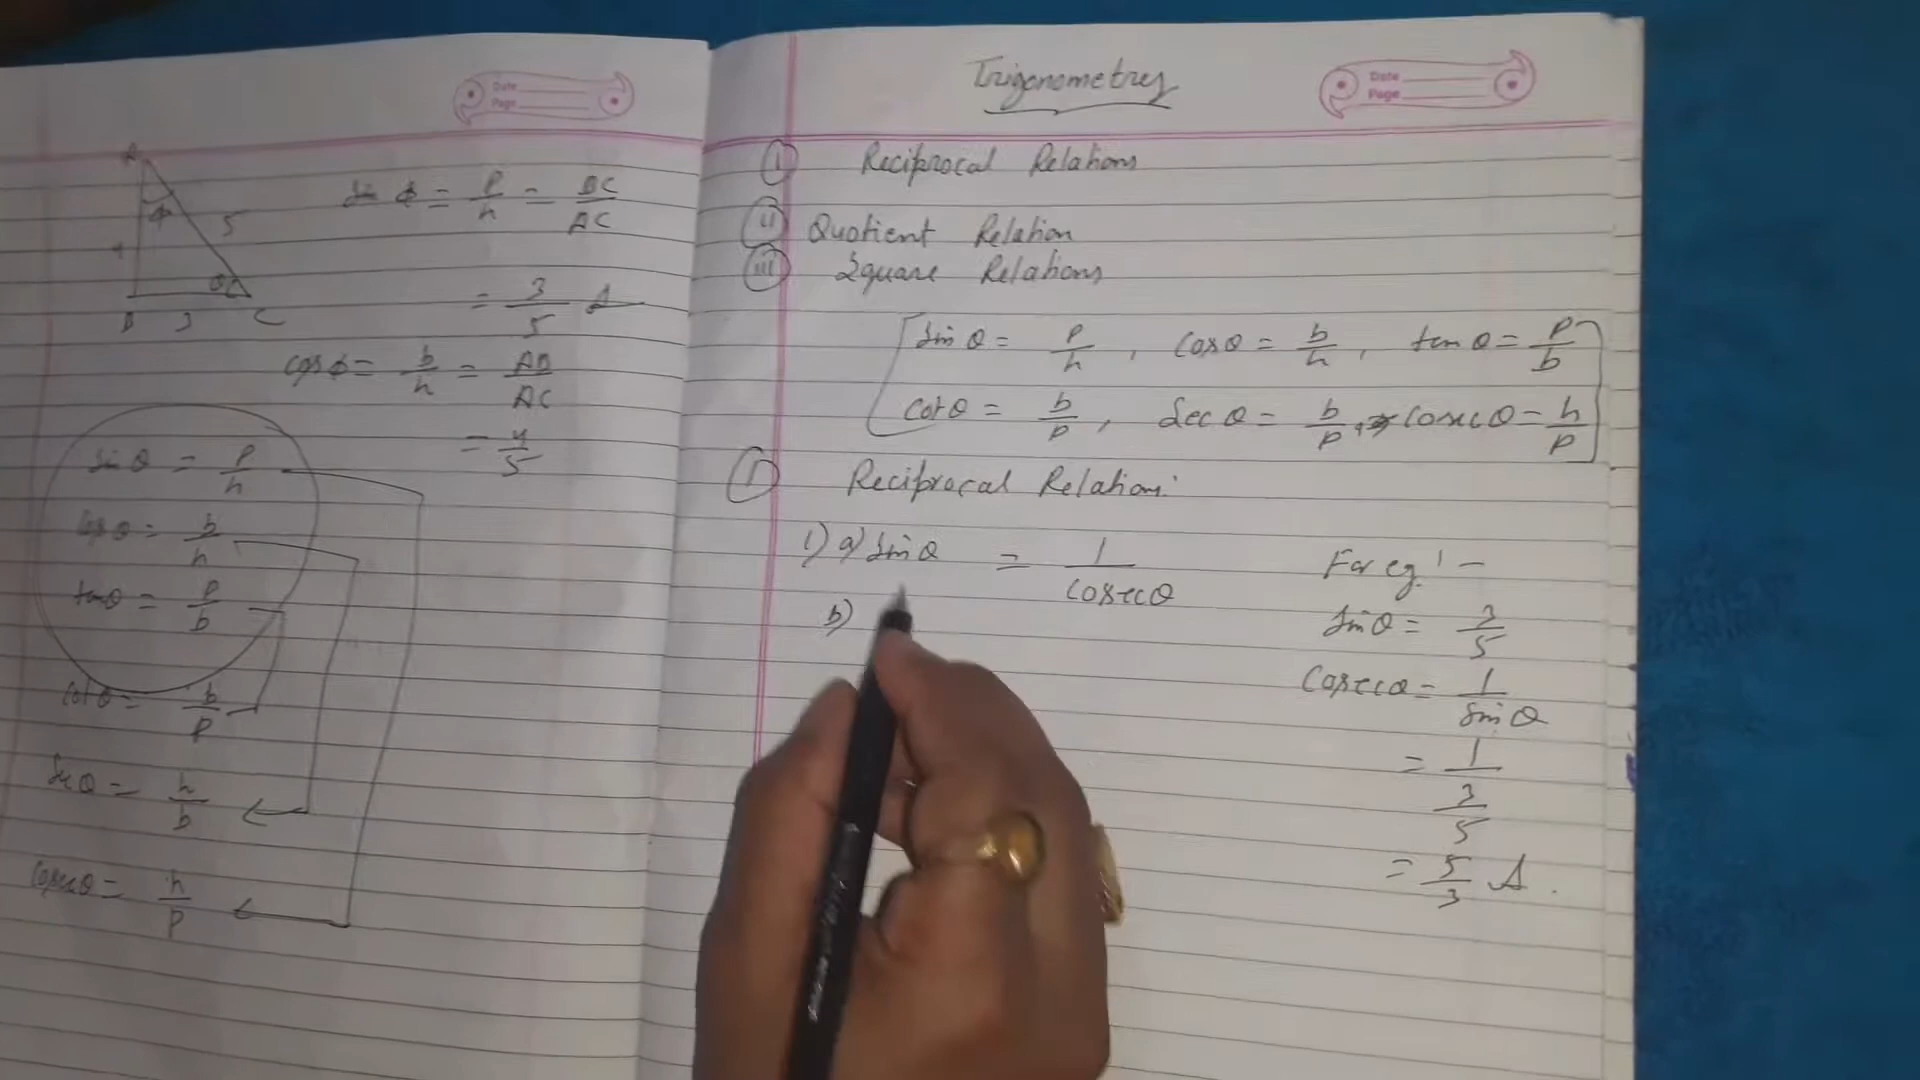 Date
Page
A
φ
5
4
θ
B 3 C
sin φ = p/h = BC/AC
= 3/5 A
cos φ = b/h = AB/AC
= 4/5
sin θ = p/h
cos θ = b/h
tan θ = p/b
cot θ = b/p
sec θ = h/b
cosec θ = h/p
Trigonometry
Date
Page
(I) Reciprocal Relations
(II) Quotient Relation
(III) Square Relations
sin θ = p/h , cos θ = b/h , tan θ = p/b
cot θ = b/p , sec θ = b/p , cosec θ = h/p
(I) Reciprocal Relation:
1) a) sin θ = 1/cosec θ
b)
For eg! -
sin θ = 3/5
Cosec θ = 1/sin θ
= 1/(3/5)
= 5/3 A.